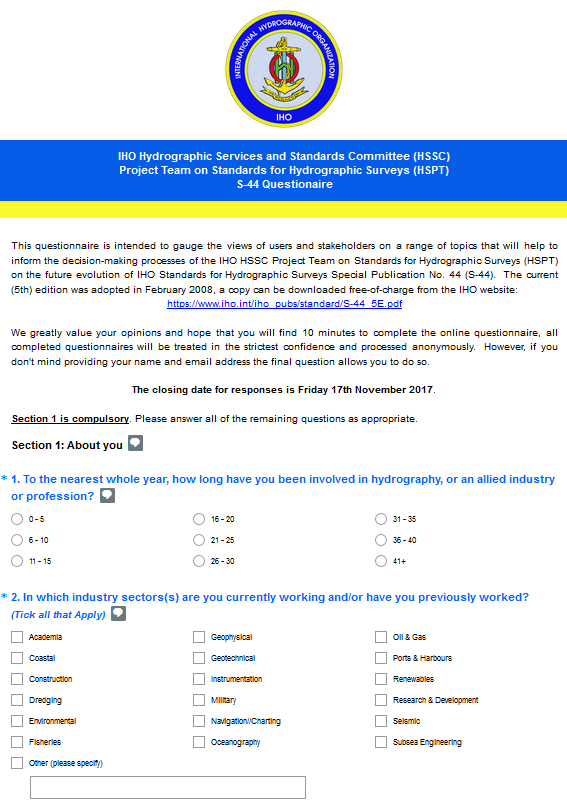 INTERNATIONAL HYDROGRAPHIC ORGANIZATION
IHO
IHO Hydrographic Services and Standards Committee (HSSC)
Project Team on Standards for Hydrographic Surveys (HSPT)
S-44 Questionaire
This questionnaire is intended to gauge the views of users and stakeholders on a range of topics that will help to
inform the decision-making processes of the IHO HSSC Project Team on Standards for Hydrographic Surveys (HSPT)
on the future evolution of IHO Standards for Hydrographic Surveys Special Publication No. 44 (S-44). The current
(5th) edition was adopted in February 2008, a copy can be downloaded free-of-charge from the IHO website:
https://www.iho.int/iho_pubs/standard/S-44_5E.pdf
We greatly value your opinions and hope that you will find 10 minutes to complete the online questionnaire, all
completed questionnaires will be treated in the strictest confidence and processed anonymously. However, if you
don't mind providing your name and email address the final question allows you to do so.
The closing date for responses is Friday 17th November 2017.
Section 1 is compulsory. Please answer all of the remaining questions as appropriate.
Section 1: About you
* 1. To the nearest whole year, how long have you been involved in hydrography, or an allied industry
or profession?
0 - 5 16 - 20 31 - 35
6 - 10 21 - 25 36 - 40
11 - 15 26 - 30 41+
* 2. In which industry sectors(s) are you currently working and/or have you previously worked?
(Tick all that Apply)
Academia Geophysical Oil & Gas
Coastal Geotechnical Ports & Harbours
Construction Instrumentation Renewables
Dredging Military Research & Development
Environmental Navigation//Charting Seismic
Fisheries Oceanography Subsea Engineering
Other (please specify)